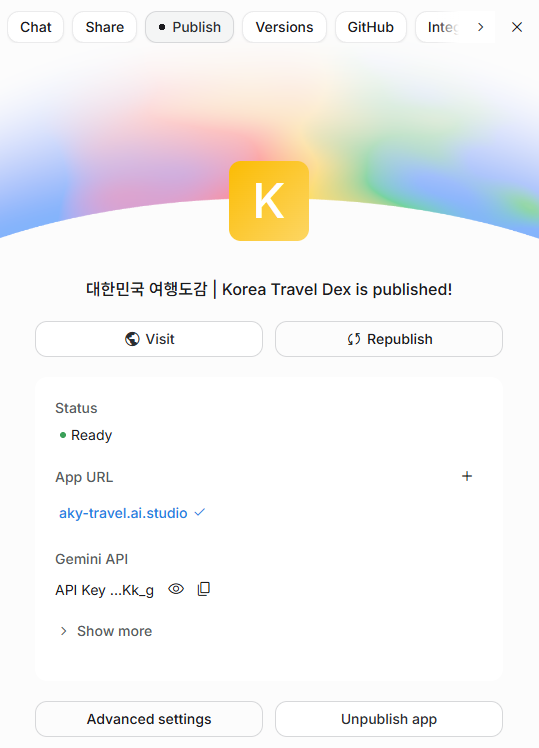 Chat Share Publish Versions GitHub
K
대한민국 여행도감 | Korea Travel Dex is published!
Visit Republish
Status
Ready
App URL
aky-travel.ai.studio
Gemini API
API Key ...Kk_g
Show more
Advanced settings Unpublish app